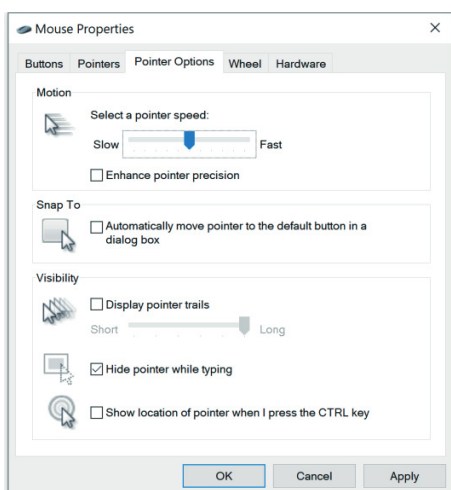 Mouse Properties
Buttons Pointers Pointer Options Wheel Hardware
Motion
Select a pointer speed:
Slow Fast
Enhance pointer precision
Snap To
Automatically move pointer to the default button in a
dialog box
Visibility
Display pointer trails
Short Long
Hide pointer while typing
Show location of pointer when I press the CTRL key
OK Cancel Apply